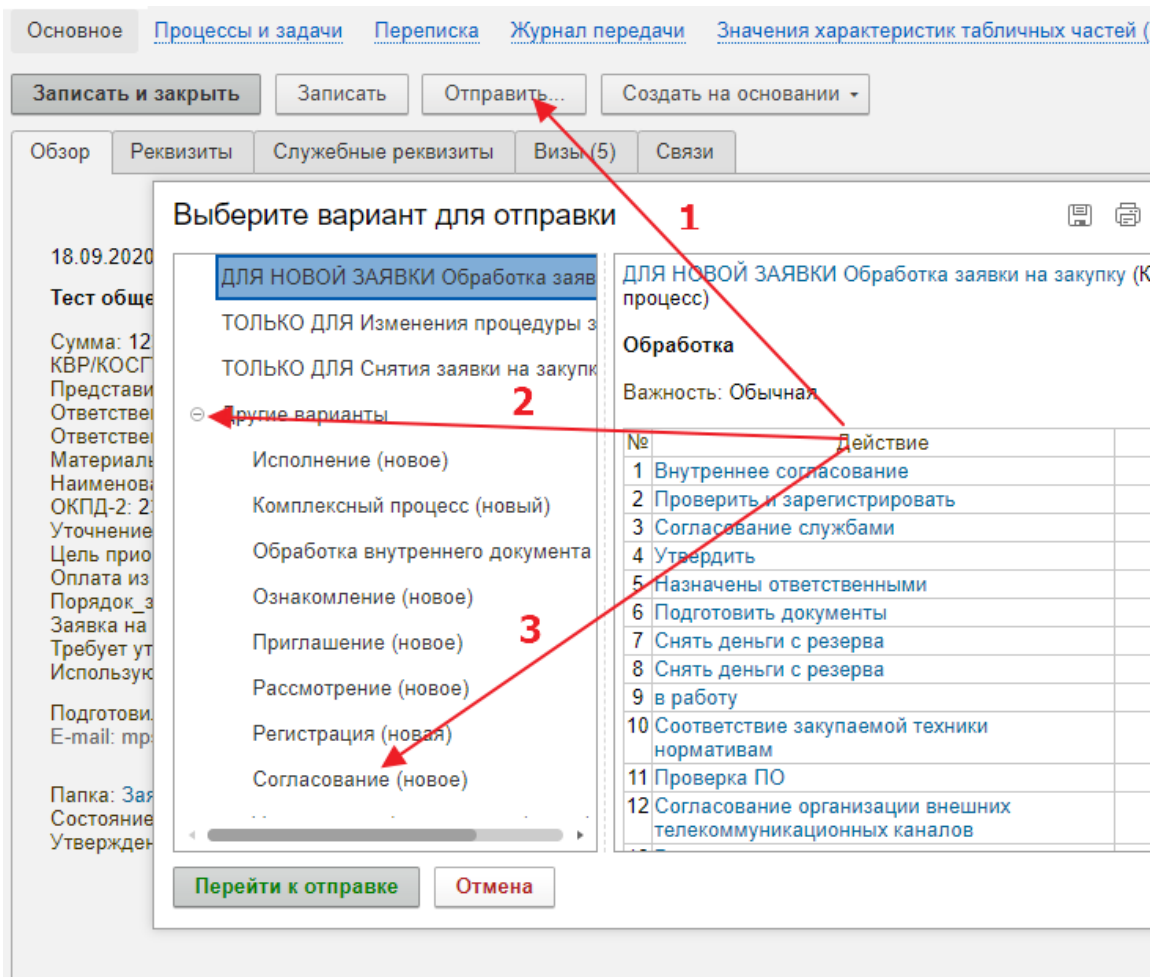 Основное Процессы и задачи Переписка Журнал передачи Значения характеристик табличных частей (
Записать и закрыть Записать Отправить... Создать на основании
Обзор Реквизиты Служебные реквизиты Визы (5) Связи
Выберите вариант для отправки
1
18.09.2020
Тест обще
Сумма: 12
КВР/КОСГ
Представи
Ответстве
Ответстве
Материаль
Наименова
ОКПД-2: 2
Уточнение
Цель прио
Оплата из
Порядок_з
Заявка на
Требует ут
Использую
Подготови
E-mail: mp
Папка: Зая
Состояние
Утвержден
ДЛЯ НОВОЙ ЗАЯВКИ Обработка заяв
ТОЛЬКО ДЛЯ Изменения процедуры з
ТОЛЬКО ДЛЯ Снятия заявки на закупк
2
Другие варианты
Исполнение (новое)
Комплексный процесс (новый)
Обработка внутреннего документа
Ознакомление (новое)
3
Приглашение (новое)
Рассмотрение (новое)
Регистрация (новая)
Согласование (новое)
ДЛЯ НОВОЙ ЗАЯВКИ Обработка заявки на закупку (К
процесс)
Обработка
Важность: Обычная
№ Действие
1 Внутреннее согласование
2 Проверить и зарегистрировать
3 Согласование службами
4 Утвердить
5 Назначены ответственными
6 Подготовить документы
7 Снять деньги с резерва
8 Снять деньги с резерва
9 в работу
10 Соответствие закупаемой техники
нормативам
11 Проверка ПО
12 Согласование организации внешних
телекоммуникационных каналов
Перейти к отправке Отмена